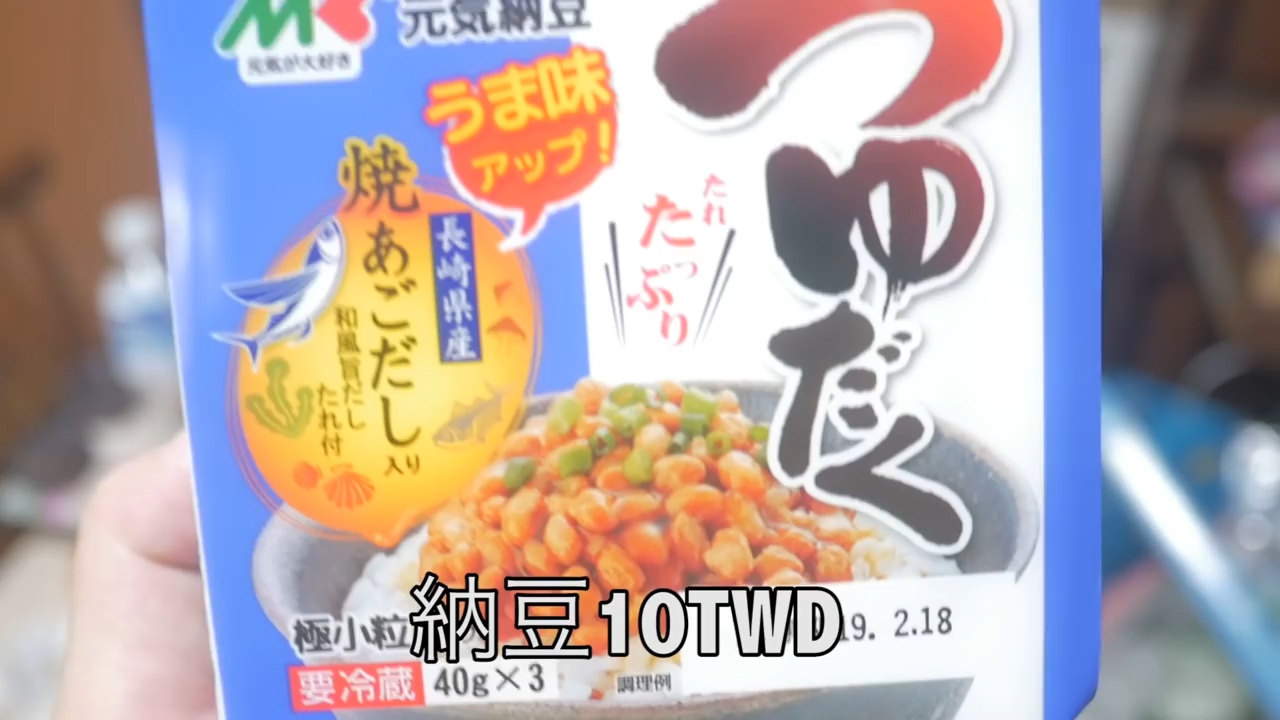 元気が大好き
元気納豆
うま味
アップ!
つゆだく
たれ
たっぷり
長崎県産
焼あごだし入り
和風旨だし
たれ付
極小粒
要冷蔵
40g×3
調理例
19. 2.18
納豆10TWD